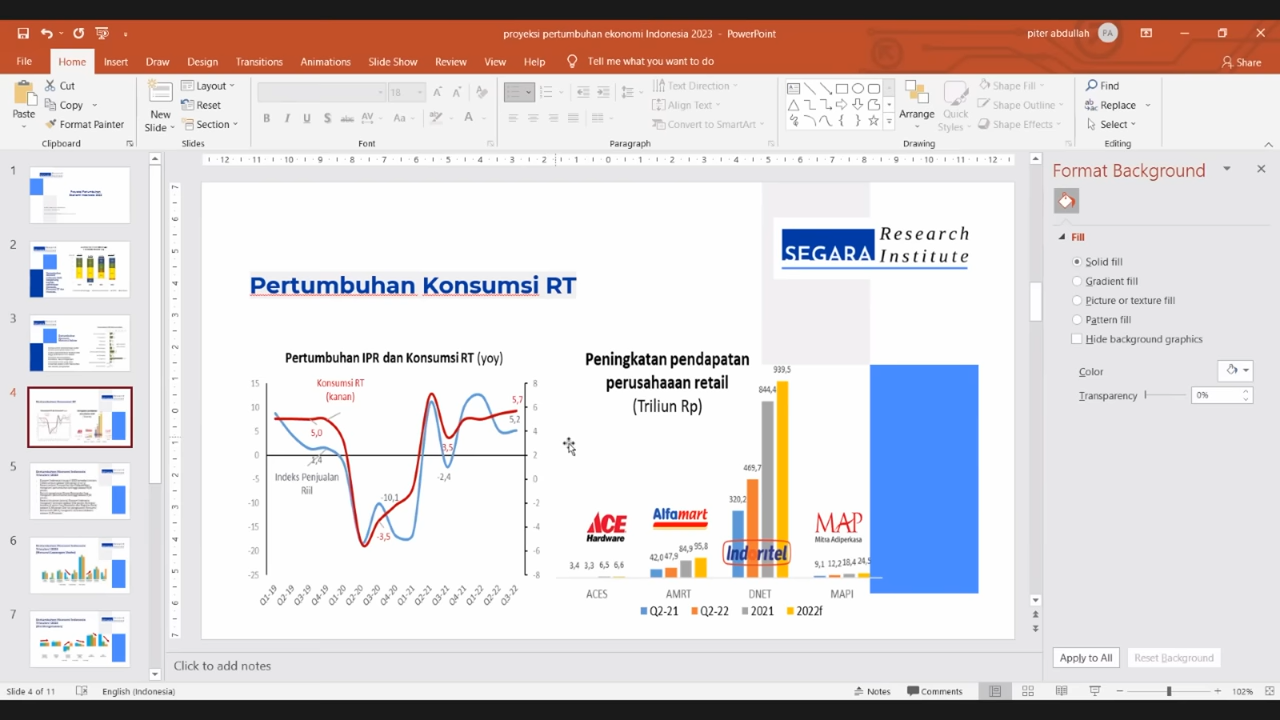 proyeksi pertumbuhan ekonomi Indonesia 2023 - PowerPoint
piter abdullah
PA
File Home Insert Draw Design Transitions Animations Slide Show Review View Help Tell me what you want to do
Share
Paste
Cut
Copy
Format Painter
Clipboard
New
Slide
Layout
Reset
Section
Slides
18
Font
Text Direction
Align Text
Convert to SmartArt
Paragraph
Arrange
Quick
Styles
Shape Fill
Shape Outline
Shape Effects
Drawing
Find
Replace
Select
Editing
1
2
3
4
5
6
7
SEGARA Research
Institute
Pertumbuhan Konsumsi RT
Pertumbuhan IPR dan Konsumsi RT (yoy)
Konsumsi RT
(kanan)
Indeks Penjualan
Riil
15
10
5
0
-5
-10
-15
-20
-25
8
6
4
2
0
-2
-4
-6
-8
5,0
1,4
-10,1
-3,5
3,5
-2,4
5,7
5,2
Q1-19 Q2-19 Q3-19 Q4-19 Q1-20 Q2-20 Q3-20 Q4-20 Q1-21 Q2-21 Q3-21 Q4-21 Q1-22 Q2-22 Q3-22
Peningkatan pendapatan
perusahaaan retail
(Triliun Rp)
ACE
Hardware
Alfamart
Indoritel
MAP
Mitra Adiperkasa
3,4 3,3 6,5 6,6
42,0 47,9 84,9 95,8
320,2 469,7 844,4 939,5
9,1 12,2 18,4 24,5
ACES AMRT DNET MAPI
Q2-21 Q2-22 2021 2022f
Format Background
Fill
Solid fill
Gradient fill
Picture or texture fill
Pattern fill
Hide background graphics
Color
Transparency 0%
Apply to All Reset Background
Click to add notes
Slide 4 of 11 English (Indonesia) Notes Comments 102%